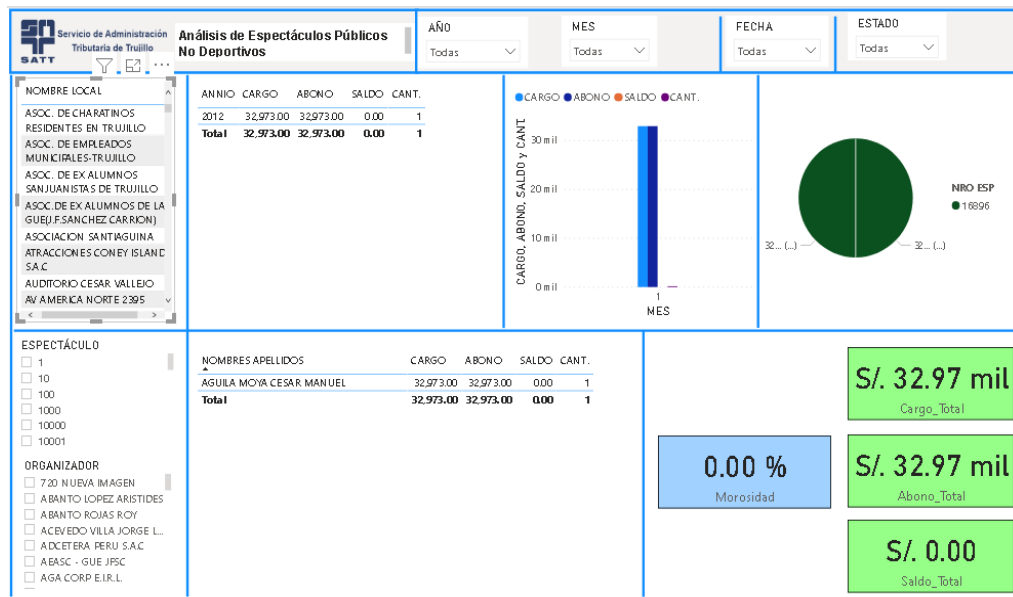 SATT
Servicio de Administración
Tributaria de Trujillo
Análisis de Espectáculos Públicos
No Deportivos
AÑO
Todas
MES
Todas
FECHA
Todas
ESTADO
Todas
NOMBRE LOCAL
ASOC. DE CHARATINOS
RESIDENTES EN TRUJILLO
ASOC. DE EMPLEADOS
MUNICIPALES-TRUJILLO
ASOC. DE EX ALUMNOS
SANJUANISTAS DE TRUJILLO
ASOC.DE EX ALUMNOS DE LA
GUE(J.F.SANCHEZ CARRION)
ASOCIACION SANTIAGUINA
ATRACCIONES CONEY ISLAND
S.A.C
AUDITORIO CESAR VALLEJO
AV AMERICA NORTE 2395
ANNIO CARGO ABONO SALDO CANT.
2012 32,973.00 32,973.00 0.00 1
Total 32,973.00 32,973.00 0.00 1
CARGO ABONO SALDO CANT.
CARGO, ABONO, SALDO y CANT.
30 mil
20 mil
10 mil
0 mil
1
MES
32... (...)
32... (...)
NRO ESP
16896
ESPECTÁCULO
1
10
100
1000
10000
10001
ORGANIZADOR
720 NUEVA IMAGEN
ABANTO LOPEZ ARISTIDES
ABANTO ROJAS ROY
ACEVEDO VILLA JORGE L...
ADCETERA PERU S.A.C
AEASC - GUE JFSC
AGA CORP E.I.R.L.
NOMBRES APELLIDOS CARGO ABONO SALDO CANT.
AGUILA MOYA CESAR MANUEL 32,973.00 32,973.00 0.00 1
Total 32,973.00 32,973.00 0.00 1
0.00 %
Morosidad
S/. 32.97 mil
Cargo_Total
S/. 32.97 mil
Abono_Total
S/. 0.00
Saldo_Total